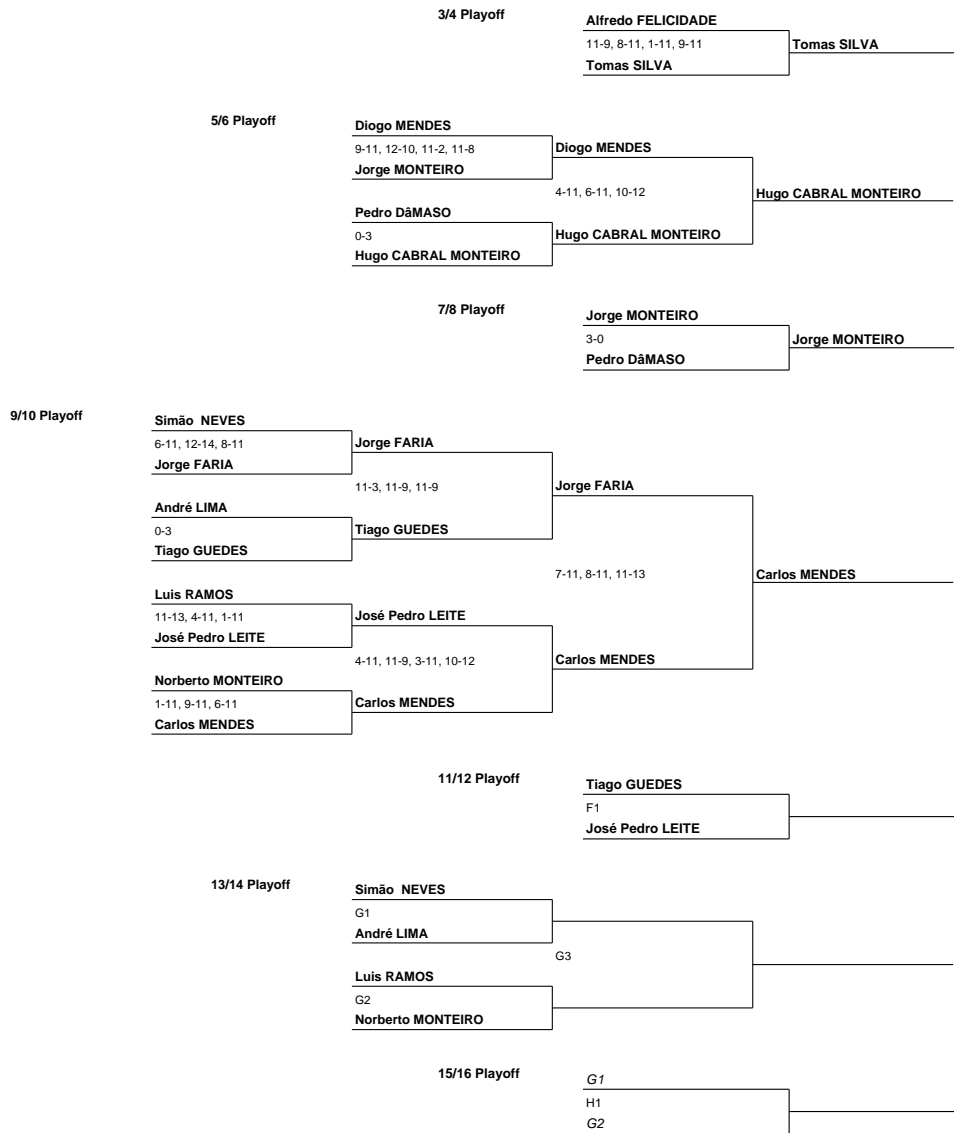 3/4 Playoff
Alfredo FELICIDADE
11-9, 8-11, 1-11, 9-11
Tomas SILVA
Tomas SILVA
5/6 Playoff
Diogo MENDES
9-11, 12-10, 11-2, 11-8
Diogo MENDES
Jorge MONTEIRO
4-11, 6-11, 10-12
Hugo CABRAL MONTEIRO
Pedro DâMASO
0-3
Hugo CABRAL MONTEIRO
Hugo CABRAL MONTEIRO
7/8 Playoff
Jorge MONTEIRO
3-0
Jorge MONTEIRO
Pedro DâMASO
9/10 Playoff
Simão  NEVES
6-11, 12-14, 8-11
Jorge FARIA
Jorge FARIA
11-3, 11-9, 11-9
Jorge FARIA
André LIMA
0-3
Tiago GUEDES
Tiago GUEDES
7-11, 8-11, 11-13
Carlos MENDES
Luis RAMOS
11-13, 4-11, 1-11
José Pedro LEITE
José Pedro LEITE
4-11, 11-9, 3-11, 10-12
Carlos MENDES
Norberto MONTEIRO
1-11, 9-11, 6-11
Carlos MENDES
Carlos MENDES
11/12 Playoff
Tiago GUEDES
F1
José Pedro LEITE
13/14 Playoff
Simão  NEVES
G1
André LIMA
G3
Luis RAMOS
G2
Norberto MONTEIRO
15/16 Playoff
G1
H1
G2